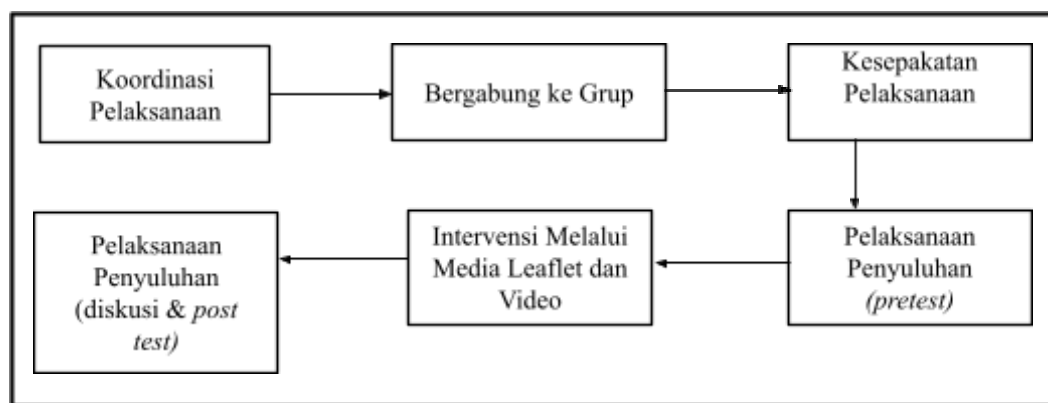 Koordinasi
Pelaksanaan
Bergabung ke Grup
Kesepakatan
Pelaksanaan
Pelaksanaan
Penyuluhan
(pretest)
Intervensi Melalui
Media Leaflet dan
Video
Pelaksanaan
Penyuluhan
(diskusi & post
test)